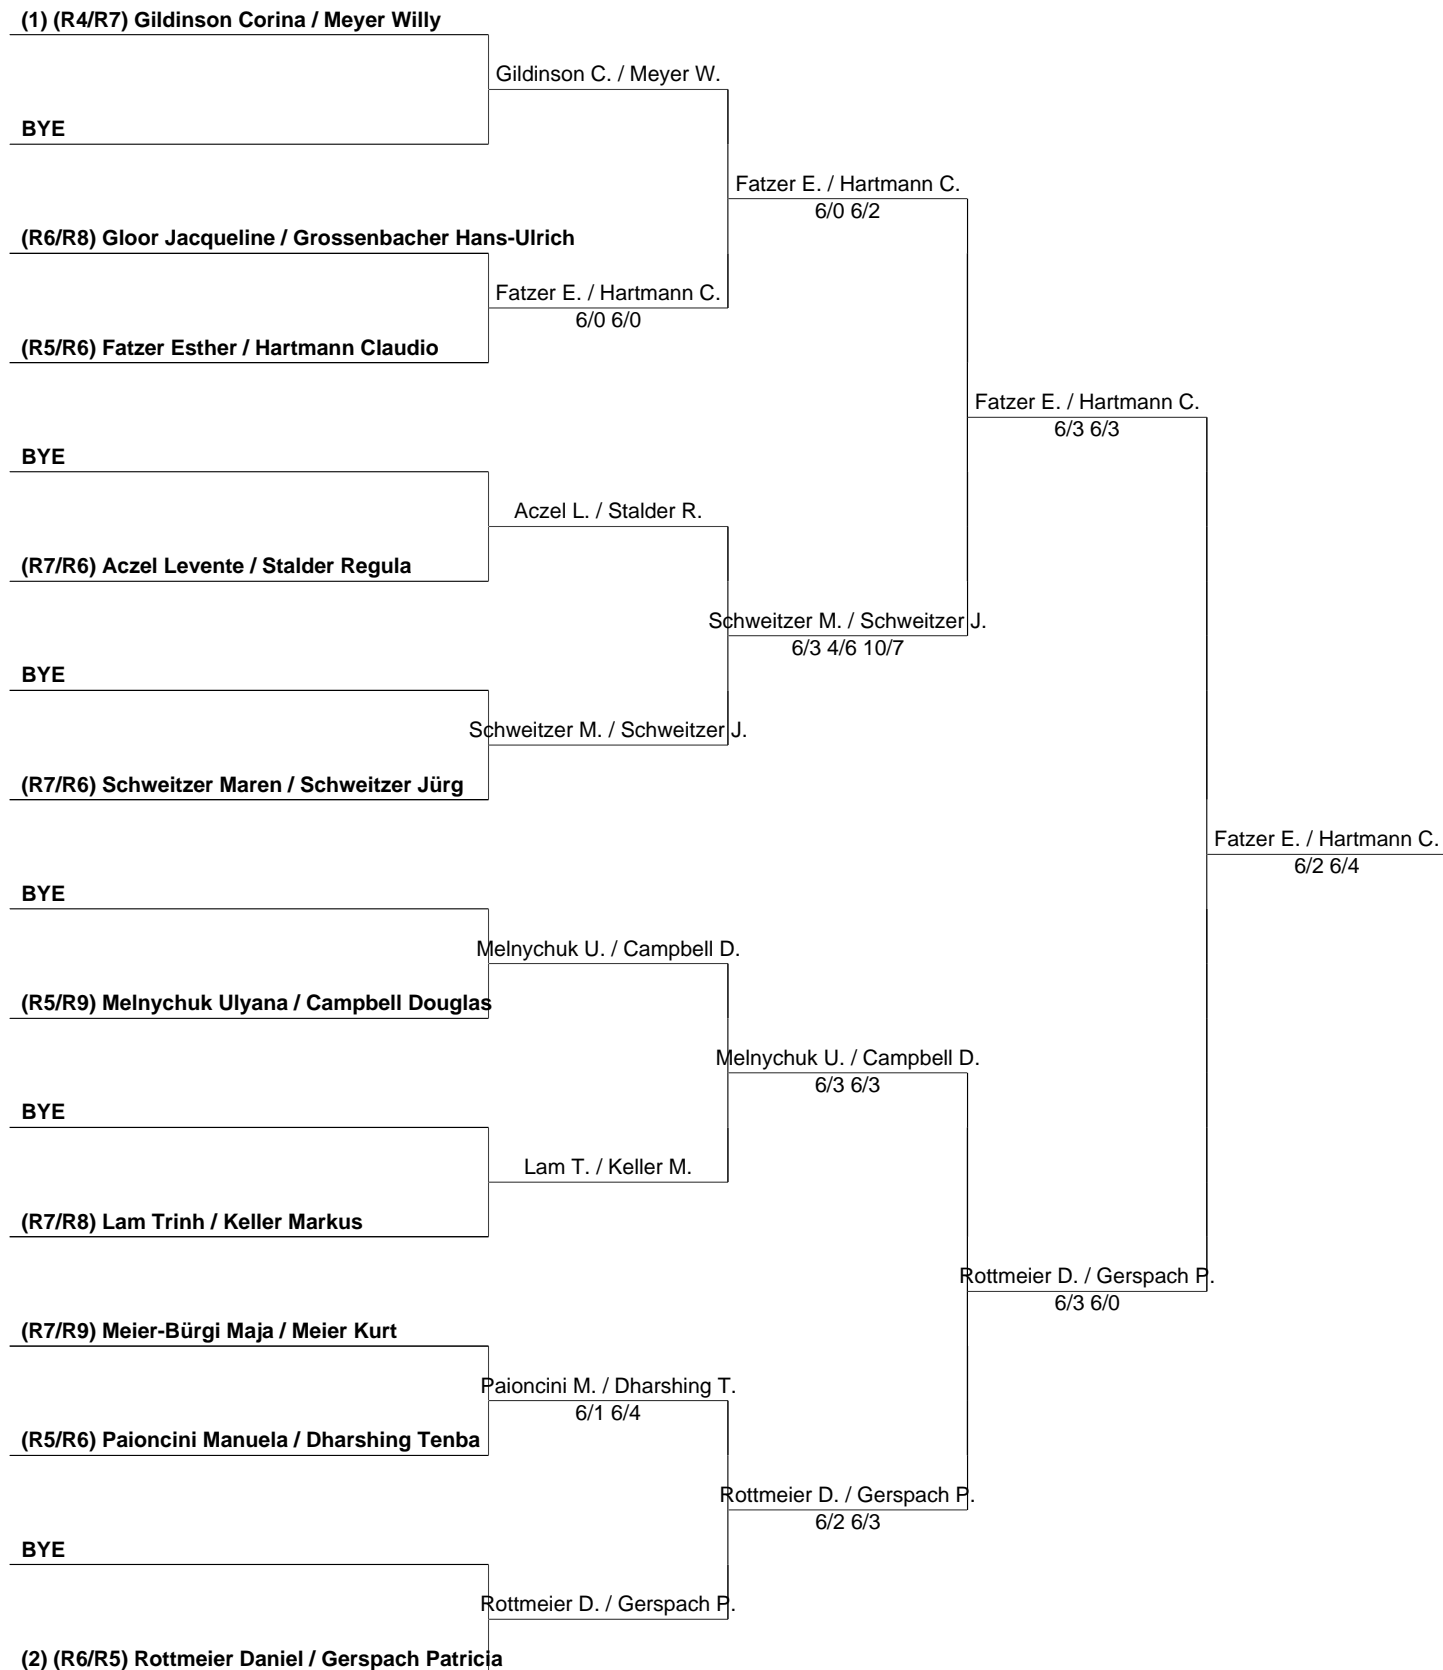 (1) (R4/R7) Gildinson Corina / Meyer Willy
Gildinson C. / Meyer W.
BYE
Fatzer E. / Hartmann C.
6/0 6/2
(R6/R8) Gloor Jacqueline / Grossenbacher Hans-Ulrich
Fatzer E. / Hartmann C.
6/0 6/0
(R5/R6) Fatzer Esther / Hartmann Claudio
Fatzer E. / Hartmann C.
6/3 6/3
BYE
Aczel L. / Stalder R.
(R7/R6) Aczel Levente / Stalder Regula
Schweitzer M. / Schweitzer J.
6/3 4/6 10/7
BYE
Schweitzer M. / Schweitzer J.
(R7/R6) Schweitzer Maren / Schweitzer Jürg
Fatzer E. / Hartmann C.
6/2 6/4
BYE
Melnychuk U. / Campbell D.
(R5/R9) Melnychuk Ulyana / Campbell Douglas
Melnychuk U. / Campbell D.
6/3 6/3
BYE
Lam T. / Keller M.
(R7/R8) Lam Trinh / Keller Markus
Rottmeier D. / Gerspach P.
6/3 6/0
(R7/R9) Meier-Bürgi Maja / Meier Kurt
Paioncini M. / Dharshing T.
6/1 6/4
(R5/R6) Paioncini Manuela / Dharshing Tenba
Rottmeier D. / Gerspach P.
6/2 6/3
BYE
Rottmeier D. / Gerspach P.
(2) (R6/R5) Rottmeier Daniel / Gerspach Patricia